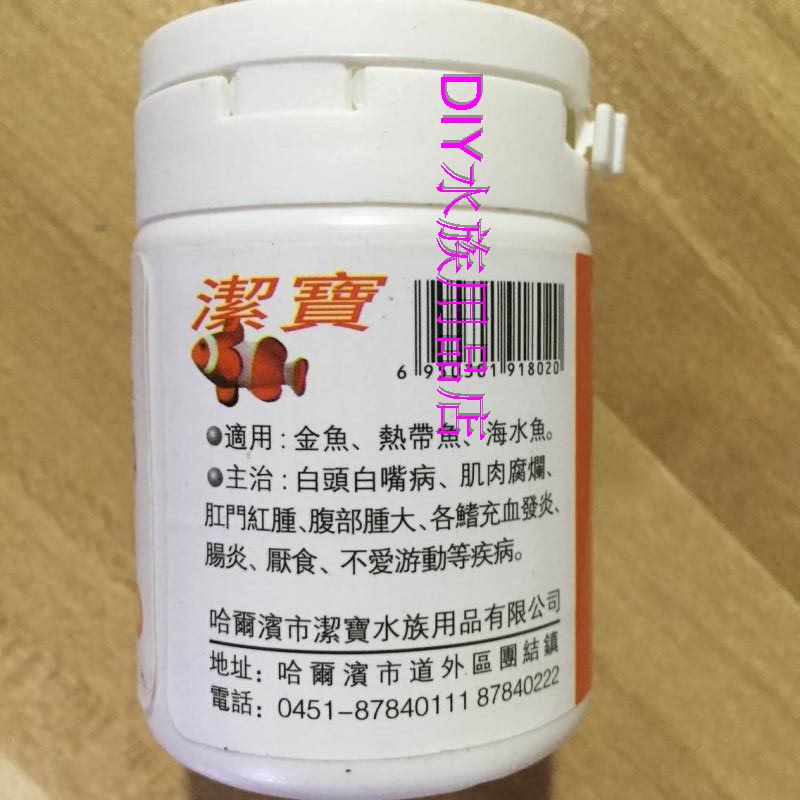 DIY水族用品店
潔寶
6 950501 918020
適用:金魚、熱帶魚、海水魚。
主治:白頭白嘴病、肌肉腐爛、
肛門紅腫、腹部腫大、各鰭充血發炎、
腸炎、厭食、不愛游動等疾病。
哈爾濱市潔寶水族用品有限公司
地址:哈爾濱市道外區團結鎮
電話:0451-87840111 87840222